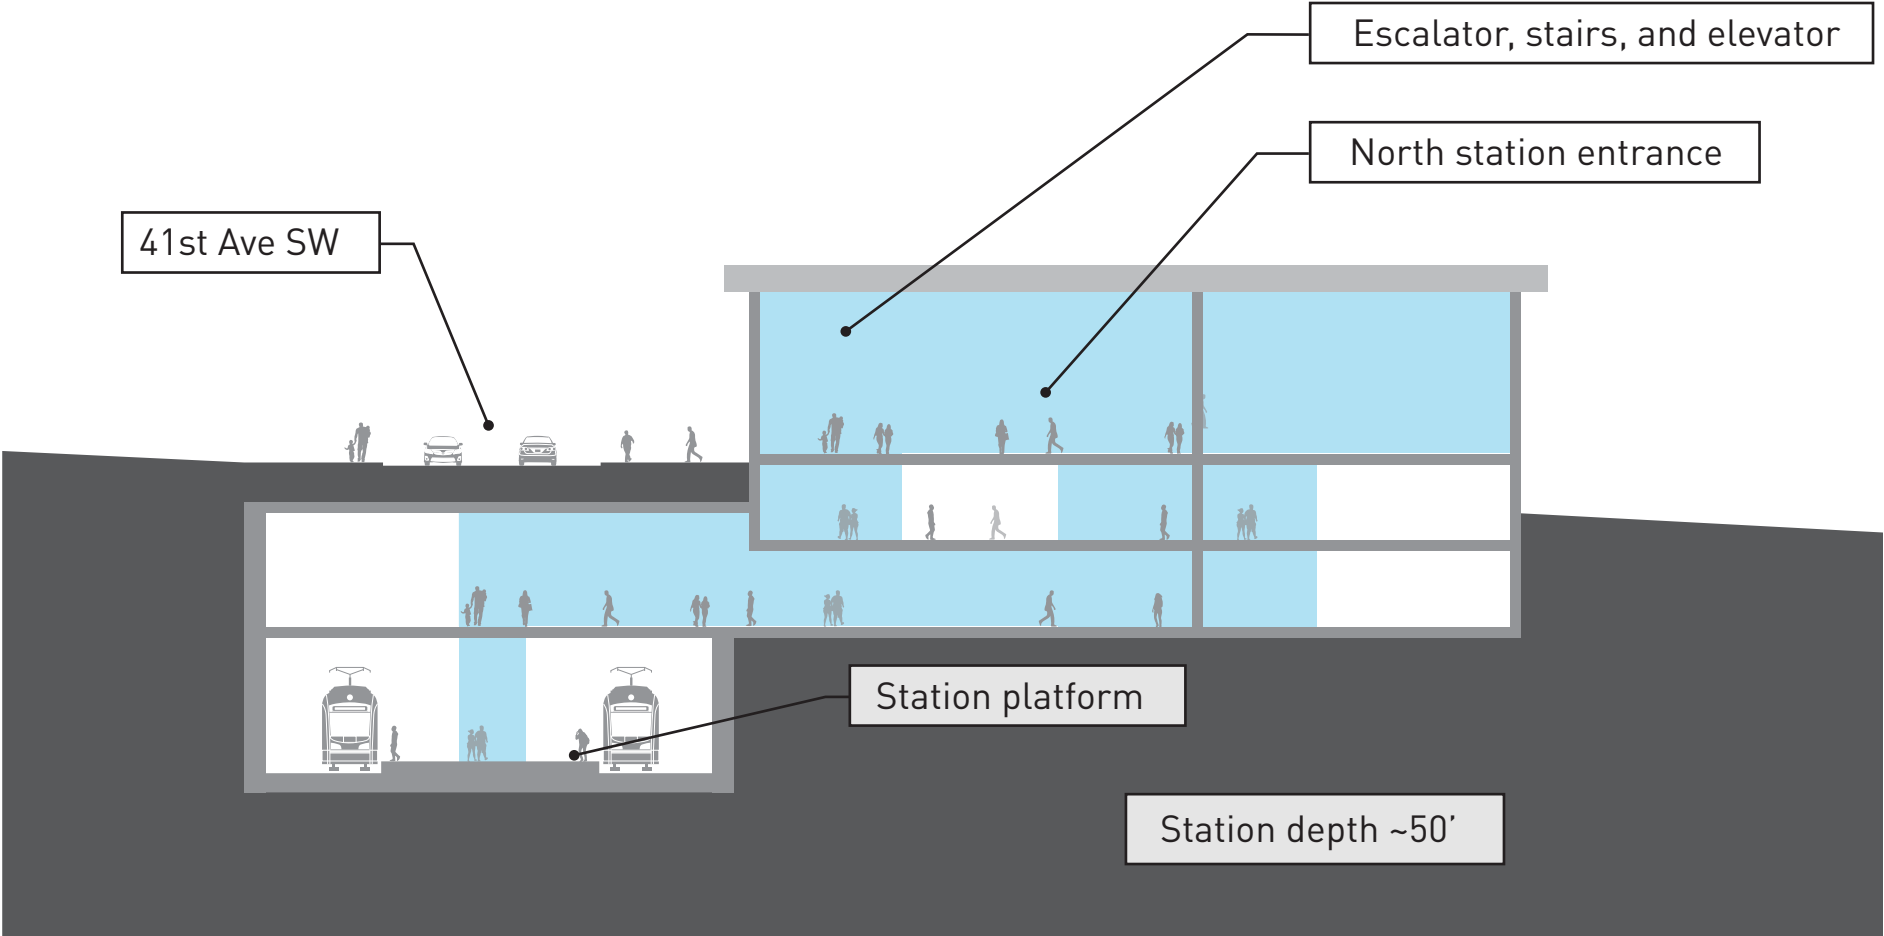 Escalator, stairs, and elevator
North station entrance
41st Ave SW
Station platform
Station depth ~50’